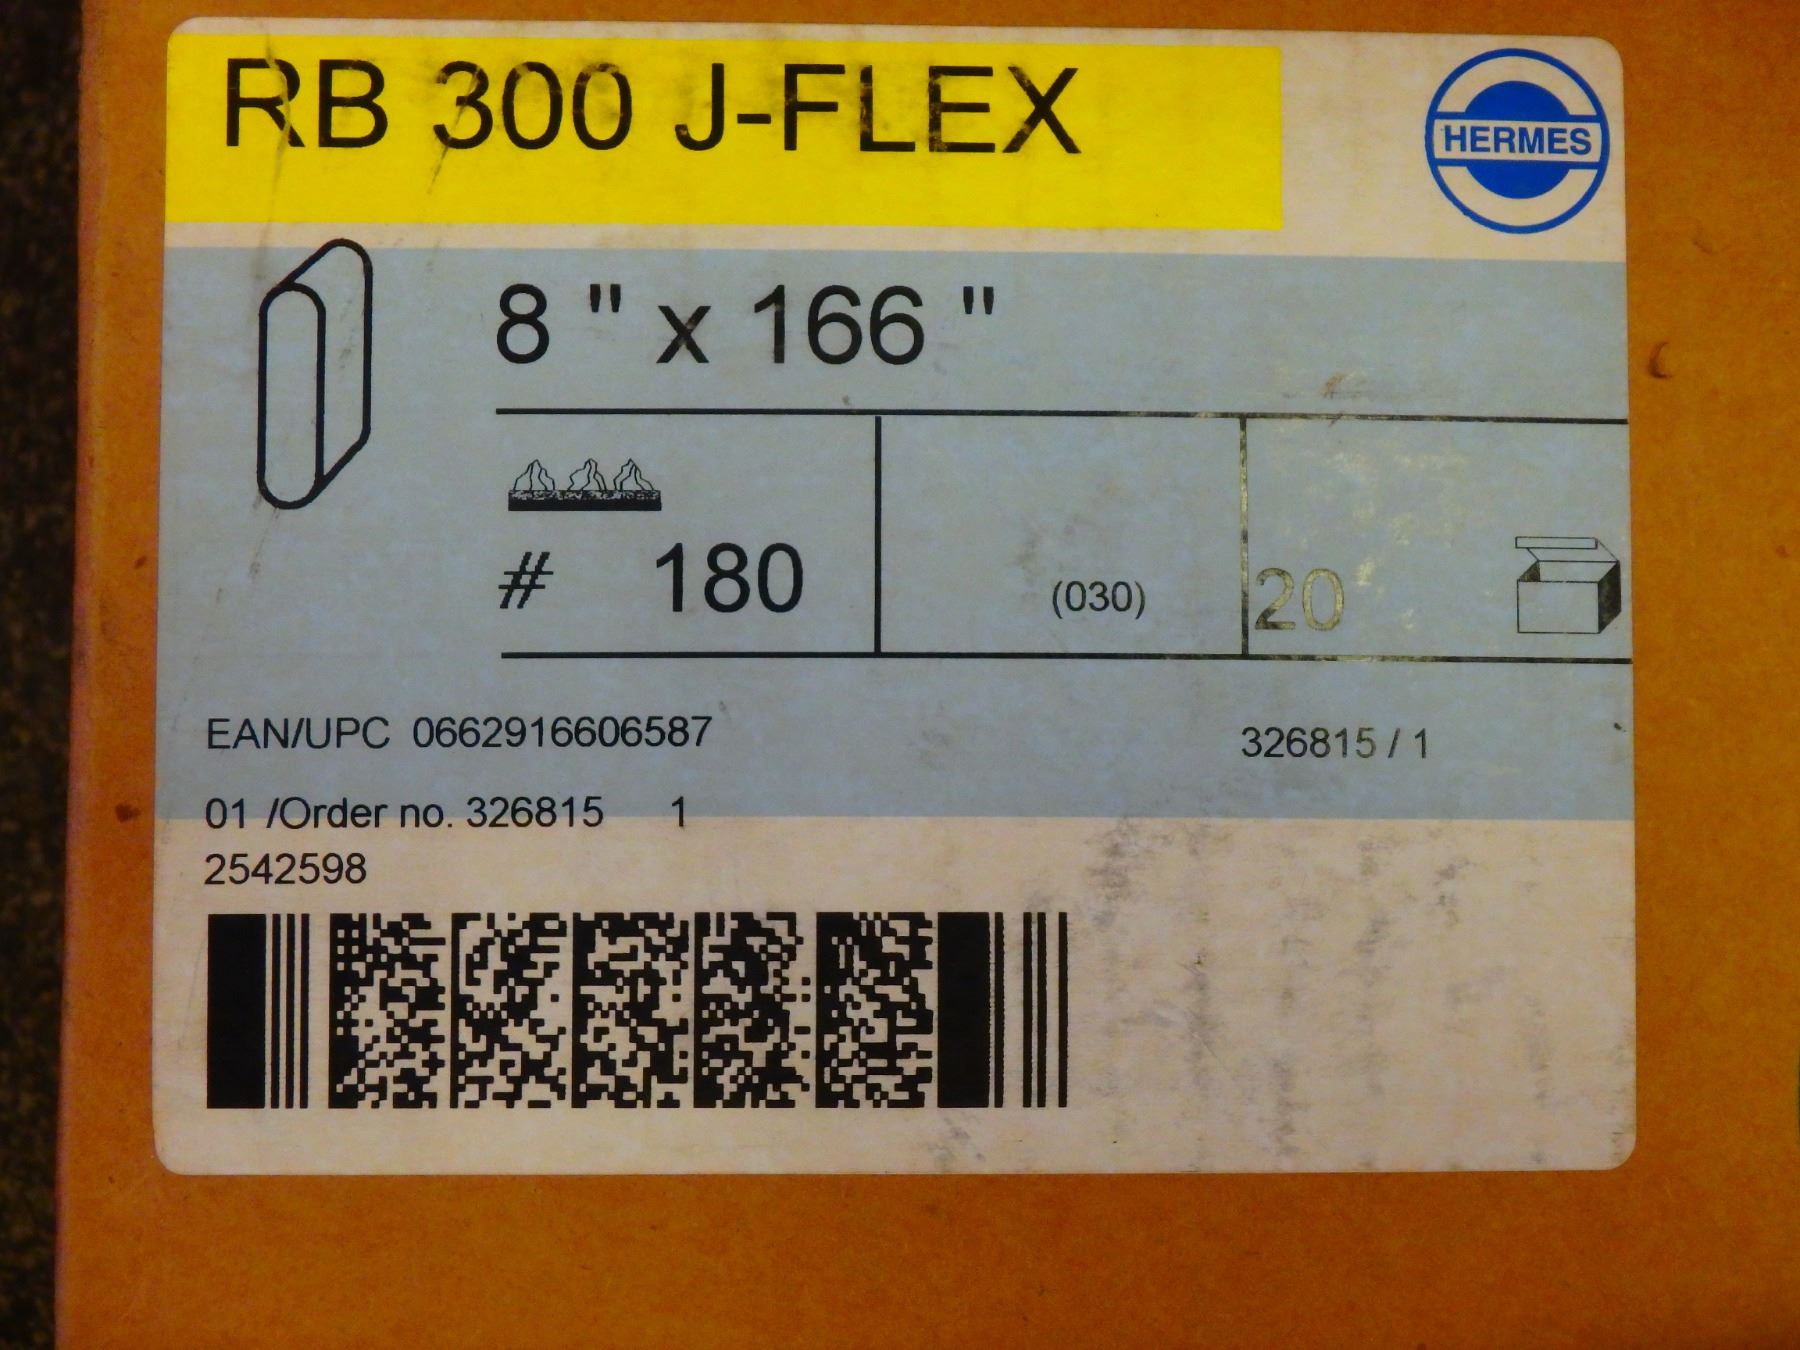 RB 300 J-FLEX
HERMES
8 " x 166 "
# 180
(030)
20
EAN/UPC 0662916606587
326815 / 1
01 /Order no. 326815 1
2542598